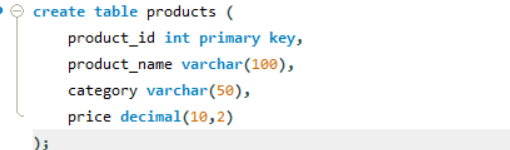 create table products (
product_id int primary key,
product_name varchar(100),
category varchar(50),
price decimal(10,2)
);